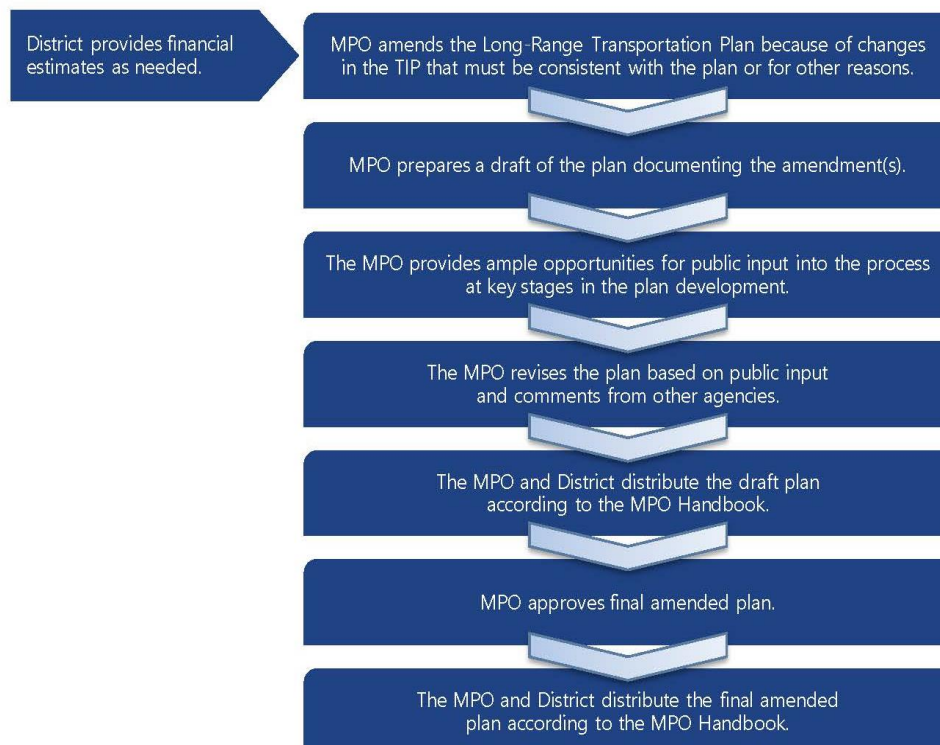 District provides financial
estimates as needed.
MPO amends the Long-Range Transportation Plan because of changes
in the TIP that must be consistent with the plan or for other reasons.
MPO prepares a draft of the plan documenting the amendment(s).
The MPO provides ample opportunities for public input into the process
at key stages in the plan development.
The MPO revises the plan based on public input
and comments from other agencies.
The MPO and District distribute the draft plan
according to the MPO Handbook.
MPO approves final amended plan.
The MPO and District distribute the final amended
plan according to the MPO Handbook.